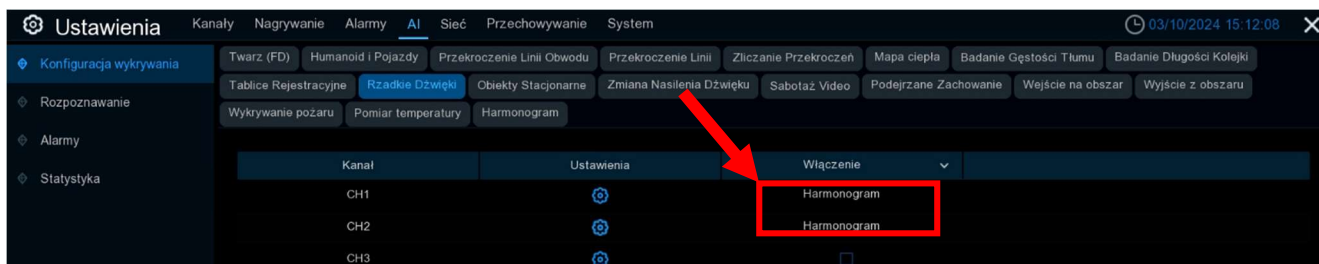 Ustawienia Kanały Nagrywanie Alarmy AI Sieć Przechowywanie System 03/10/2024 15:12:08
Konfiguracja wykrywania
Rozpoznawanie
Alarmy
Statystyka
Twarz (FD) Humanoid i Pojazdy Przekroczenie Linii Obwodu Przekroczenie Linii Zliczanie Przekroczeń Mapa ciepła Badanie Gęstości Tłumu Badanie Długości Kolejki
Tablice Rejestracyjne Rzadkie Dźwięki Obiekty Stacjonarne Zmiana Nasilenia Dźwięku Sabotaż Video Podejrzane Zachowanie Wejście na obszar Wyjście z obszaru
Wykrywanie pożaru Pomiar temperatury Harmonogram
Kanał Ustawienia Włączenie
CH1 Harmonogram
CH2 Harmonogram
CH3